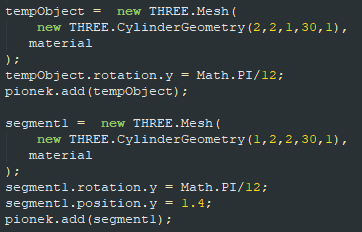 tempObject =  new THREE.Mesh(
    new THREE.CylinderGeometry(2,2,1,30,1),
   material
);
tempObject.rotation.y = Math.PI/12;
pionek.add(tempObject);

segment1 =  new THREE.Mesh(
    new THREE.CylinderGeometry(1,2,2,30,1),
   material
);
segment1.rotation.y = Math.PI/12;
segment1.position.y = 1.4;
pionek.add(segment1);